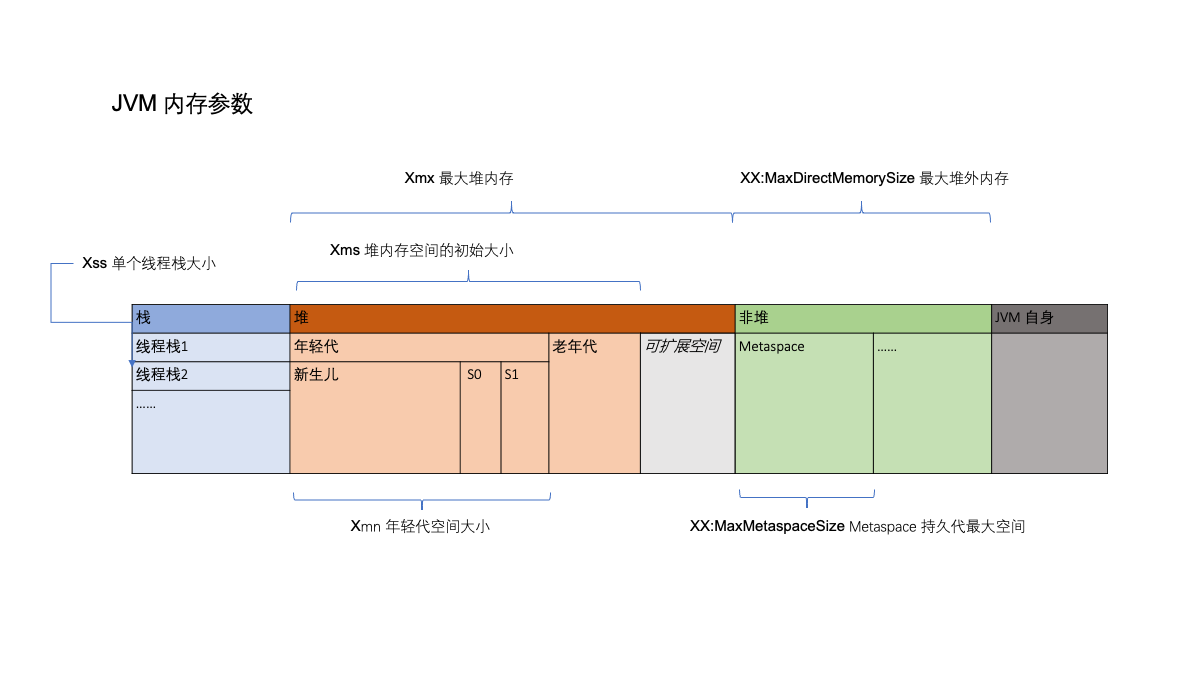 JVM 内存参数
Xmx 最大堆内存
XX:MaxDirectMemorySize 最大堆外内存
Xms 堆内存空间的初始大小
Xss 单个线程栈大小
栈
堆
非堆
JVM 自身
线程栈1
年轻代
老年代
可扩展空间
Metaspace
......
线程栈2
新生儿
S0
S1
......
Xmn 年轻代空间大小
XX:MaxMetaspaceSize Metaspace 持久代最大空间